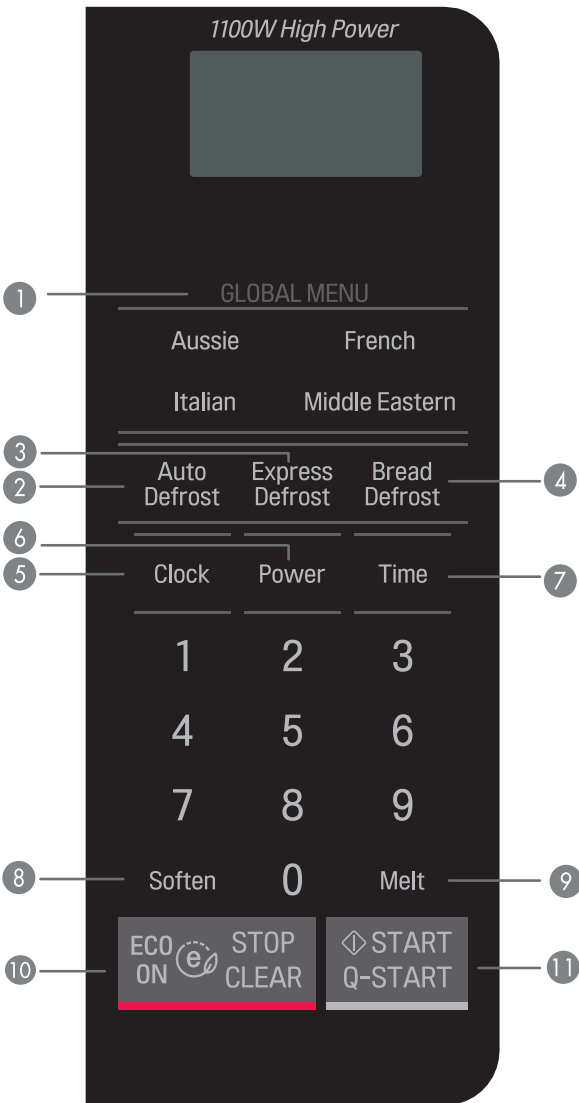 1100W High Power
1
GLOBAL MENU
Aussie French
Italian Middle Eastern
3
2
Auto Defrost
Express Defrost
Bread Defrost
4
6
5
Clock Power Time
7
1 2 3
4 5 6
7 8 9
8
Soften 0 Melt
9
10
ECO ON
e
STOP CLEAR
START
Q-START
11